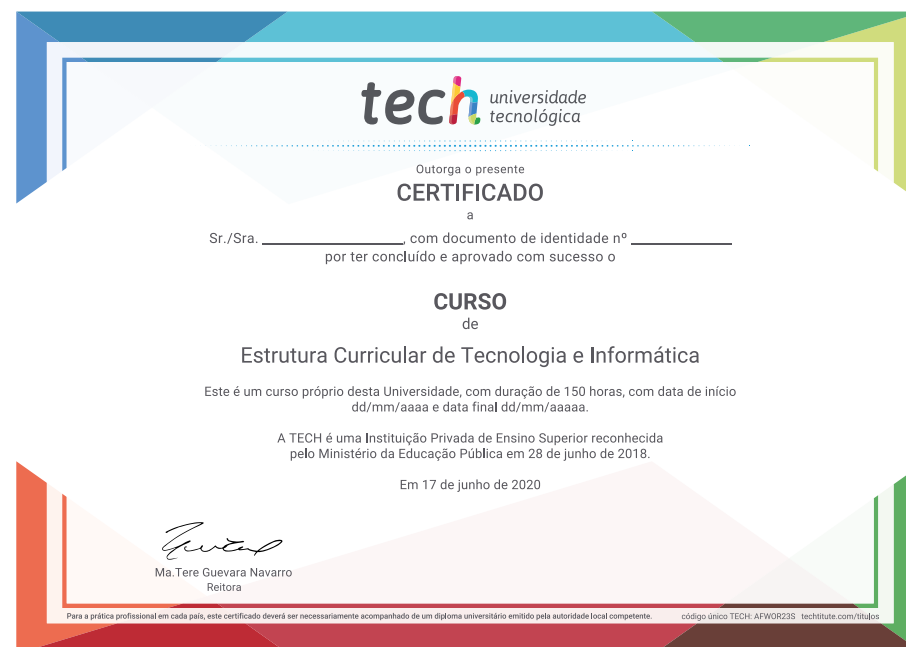 tech universidade
tecnológica
Outorga o presente
CERTIFICADO
a
Sr./Sra. ____________________, com documento de identidade nº ______________
por ter concluído e aprovado com sucesso o
CURSO
de
Estrutura Curricular de Tecnologia e Informática
Este é um curso próprio desta Universidade, com duração de 150 horas, com data de início
dd/mm/aaaa e data final dd/mm/aaaaa.
A TECH é uma Instituição Privada de Ensino Superior reconhecida
pelo Ministério da Educação Pública em 28 de junho de 2018.
Em 17 de junho de 2020
Ma.Tere Guevara Navarro
Reitora
Para a prática profissional em cada país, este certificado deverá ser necessariamente acompanhado de um diploma universitário emitido pela autoridade local competente. código único TECH: AFWOR23S techtitute.com/titulos